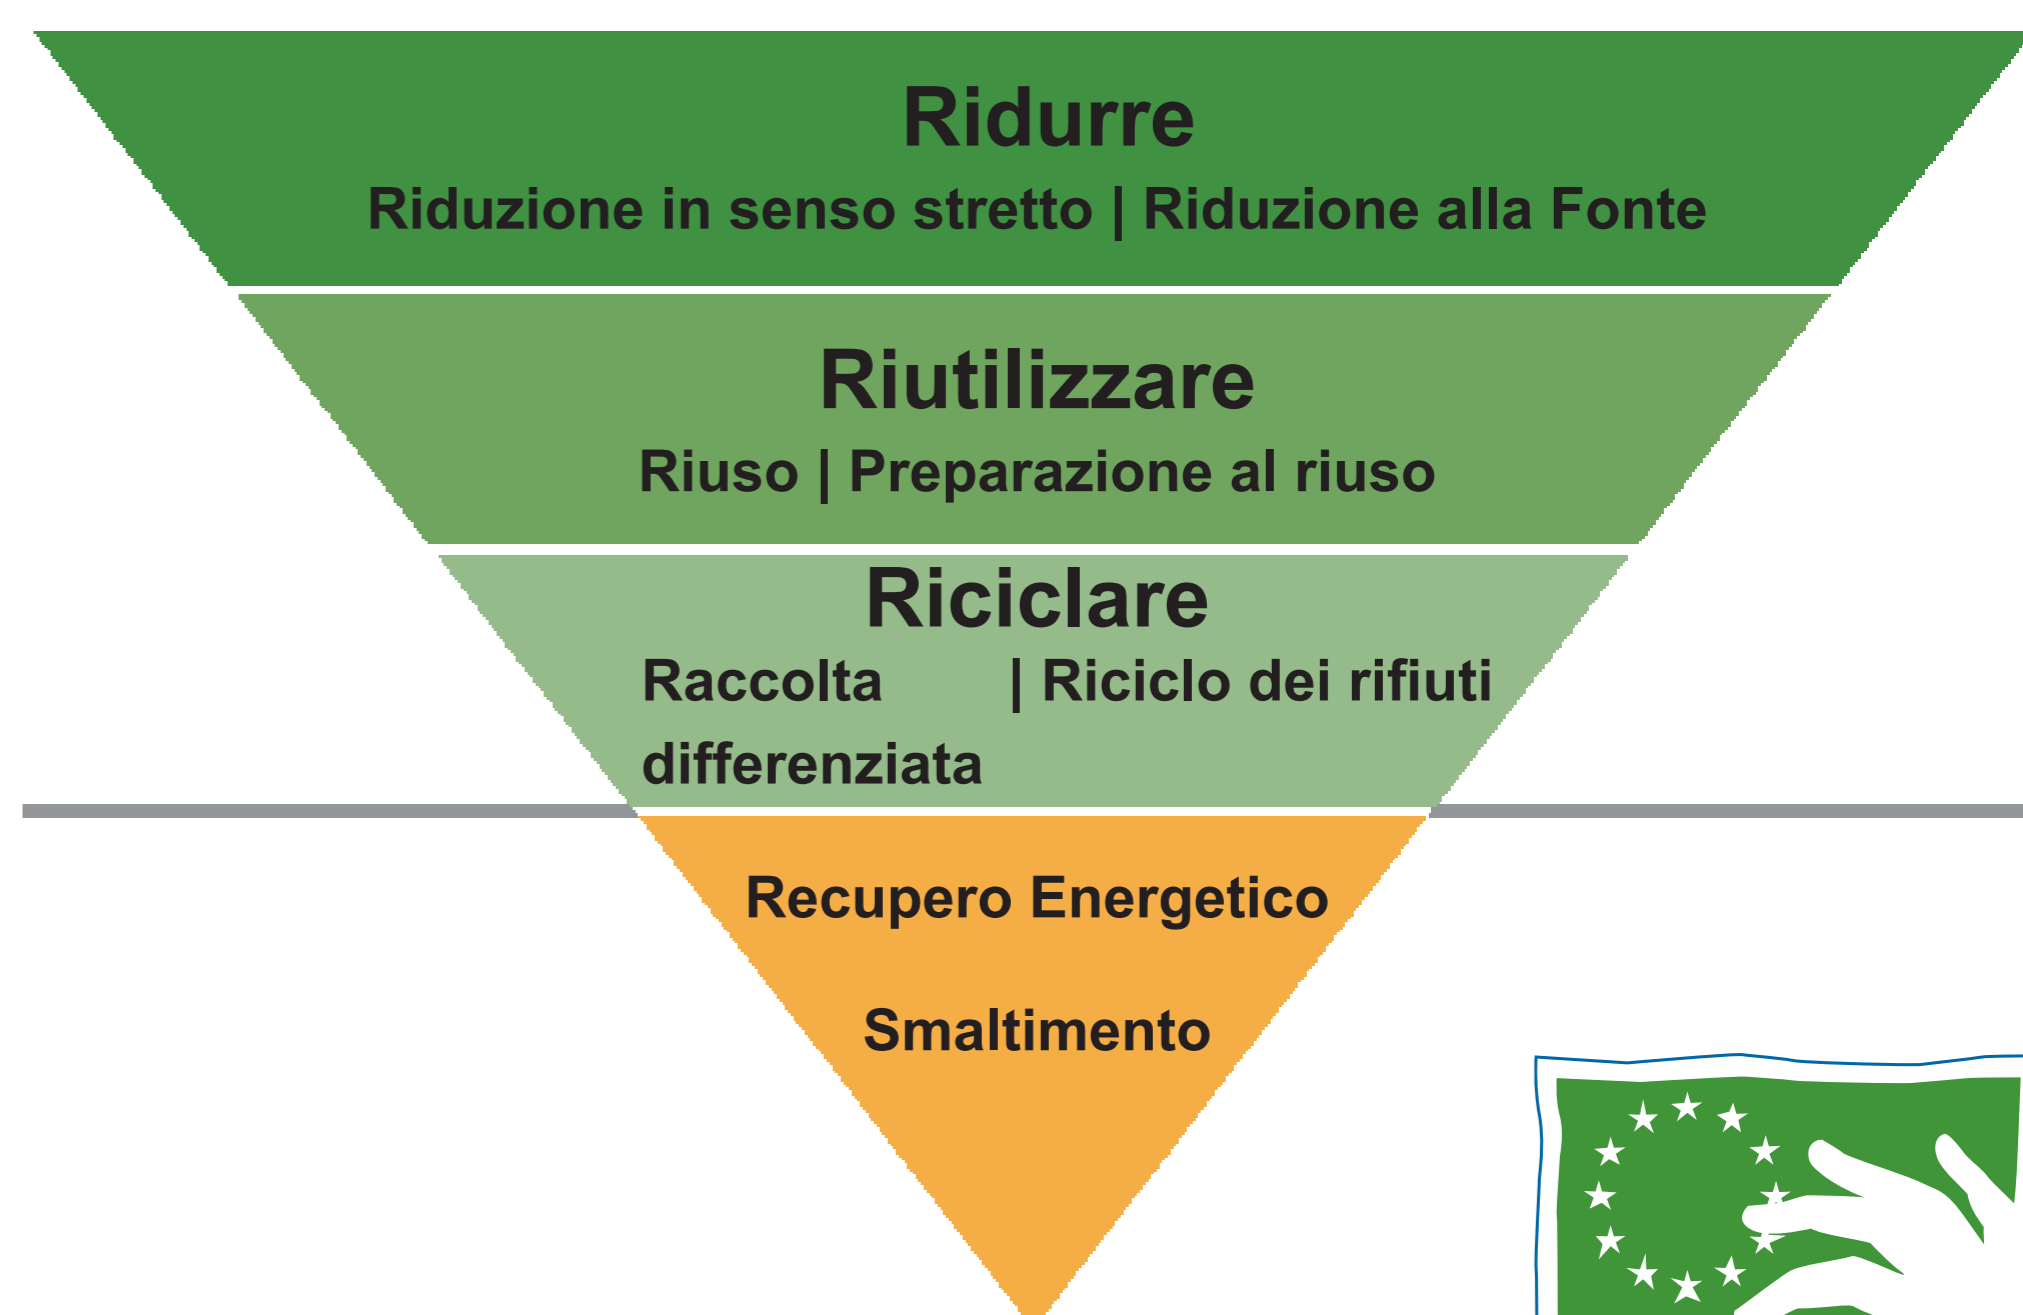 Ridurre
Riduzione in senso stretto | Riduzione alla Fonte
Riutilizzare
Riuso | Preparazione al riuso
Riciclare
Raccolta | Riciclo dei rifiuti
differenziata
Recupero Energetico
Smaltimento